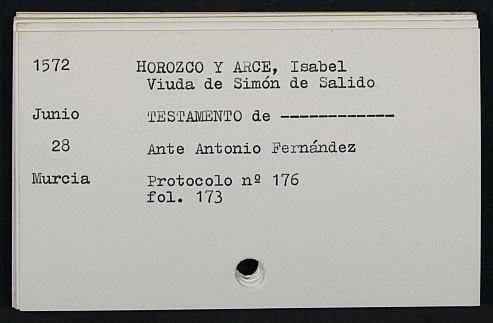 1572 HOROZCO Y ARCE, Isabel
Viuda de Simón de Salido
Junio TESTAMENTO de ------------
28 Ante Antonio Fernández
Murcia Protocolo nº 176
fol. 173